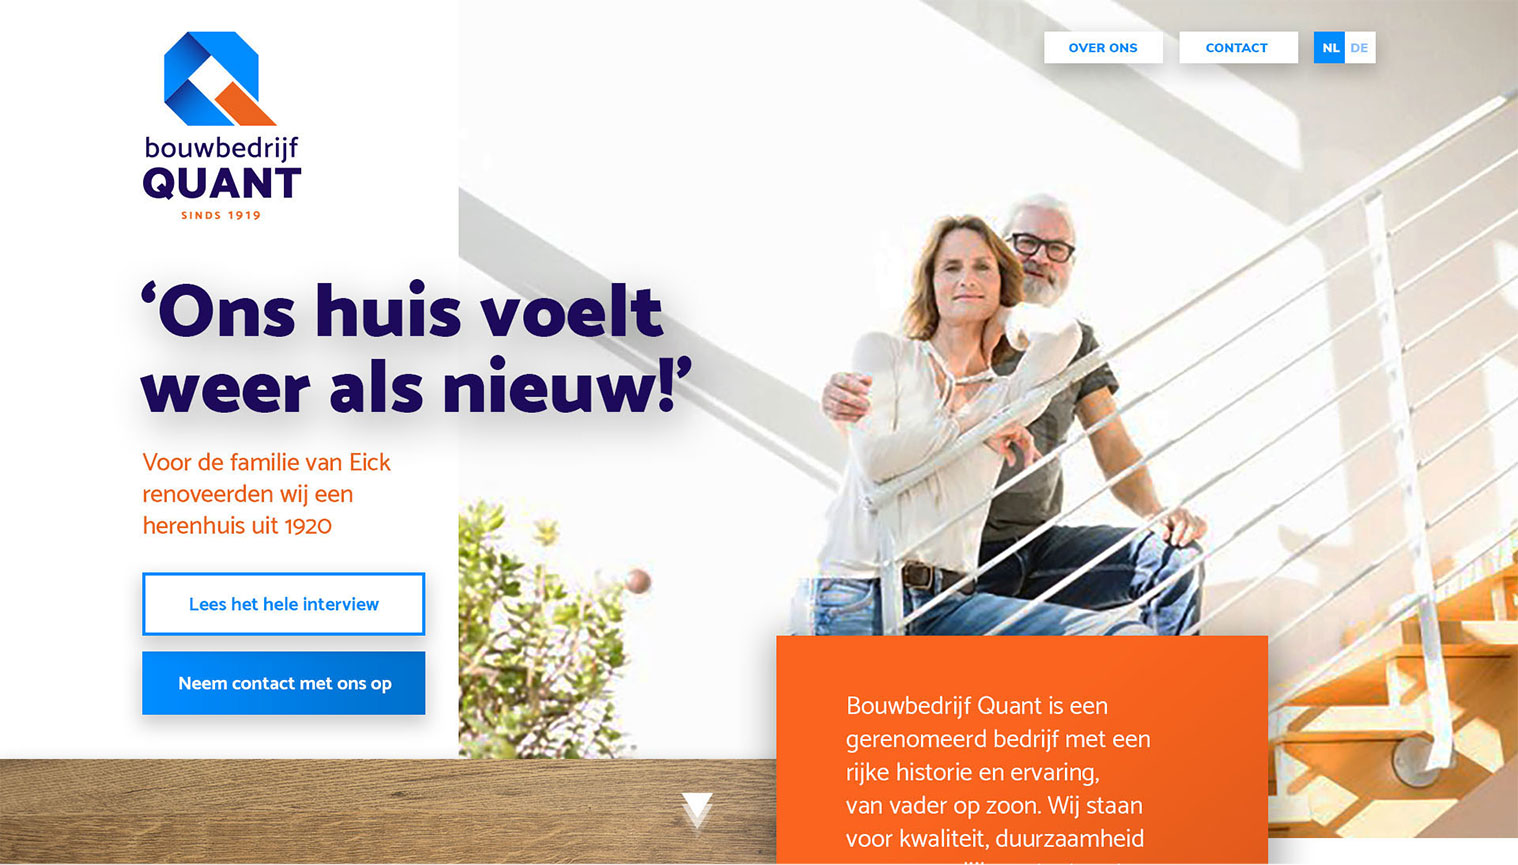 OVER ONS
CONTACT
NL DE
bouwbedrijf
QUANT
SINDS 1919
‘Ons huis voelt
weer als nieuw!’
Voor de familie van Eick
renoveerden wij een
herenhuis uit 1920
Lees het hele interview
Neem contact met ons op
Bouwbedrijf Quant is een
gerenomeerd bedrijf met een
rijke historie en ervaring,
van vader op zoon. Wij staan
voor kwaliteit, duurzaamheid